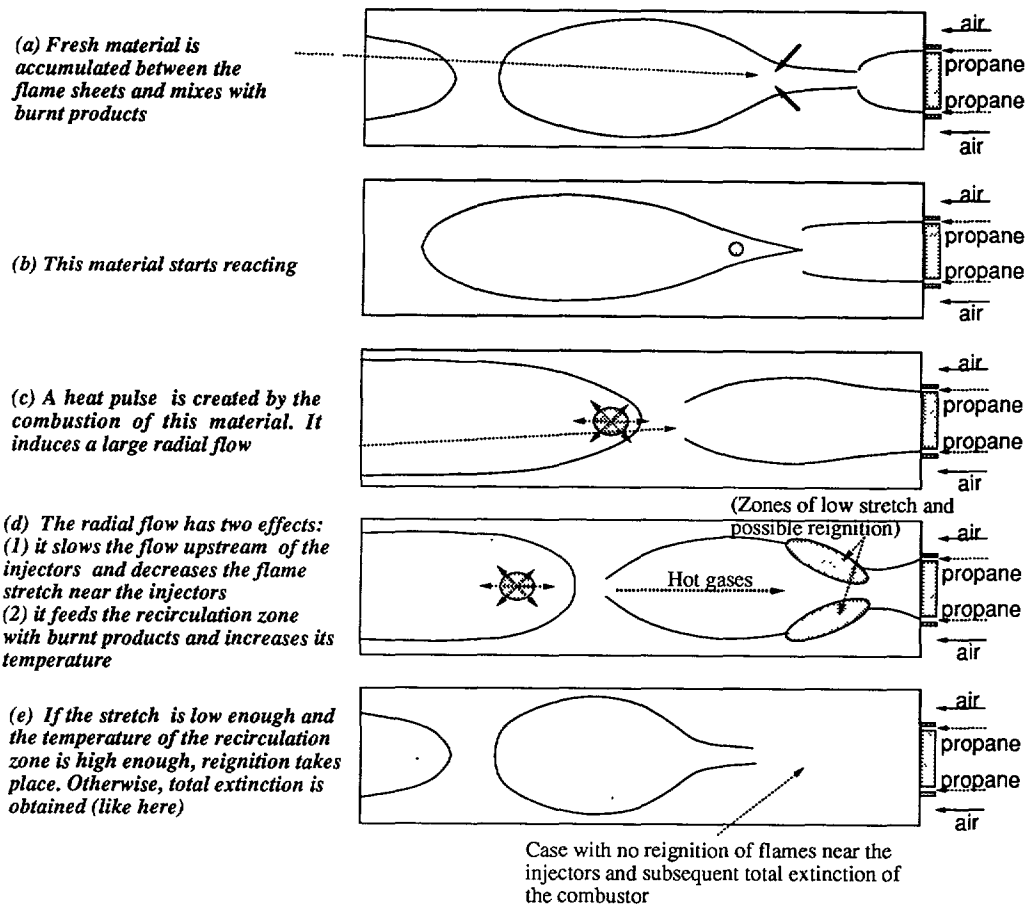 (a) Fresh material is
accumulated between the
flame sheets and mixes with
burnt products
air
propane
propane
air
(b) This material starts reacting
air
propane
propane
air
(c) A heat pulse is created by the
combustion of this material. It
induces a large radial flow
air
propane
propane
air
(d) The radial flow has two effects:
(1) it slows the flow upstream of the
injectors and decreases the flame
stretch near the injectors
(2) it feeds the recirculation zone
with burnt products and increases its
temperature
(Zones of low stretch and
possible reignition)
Hot gases
air
propane
propane
air
(e) If the stretch is low enough and
the temperature of the recirculation
zone is high enough, reignition takes
place. Otherwise, total extinction is
obtained (like here)
air
propane
propane
air
Case with no reignition of flames near the
injectors and subsequent total extinction of
the combustor